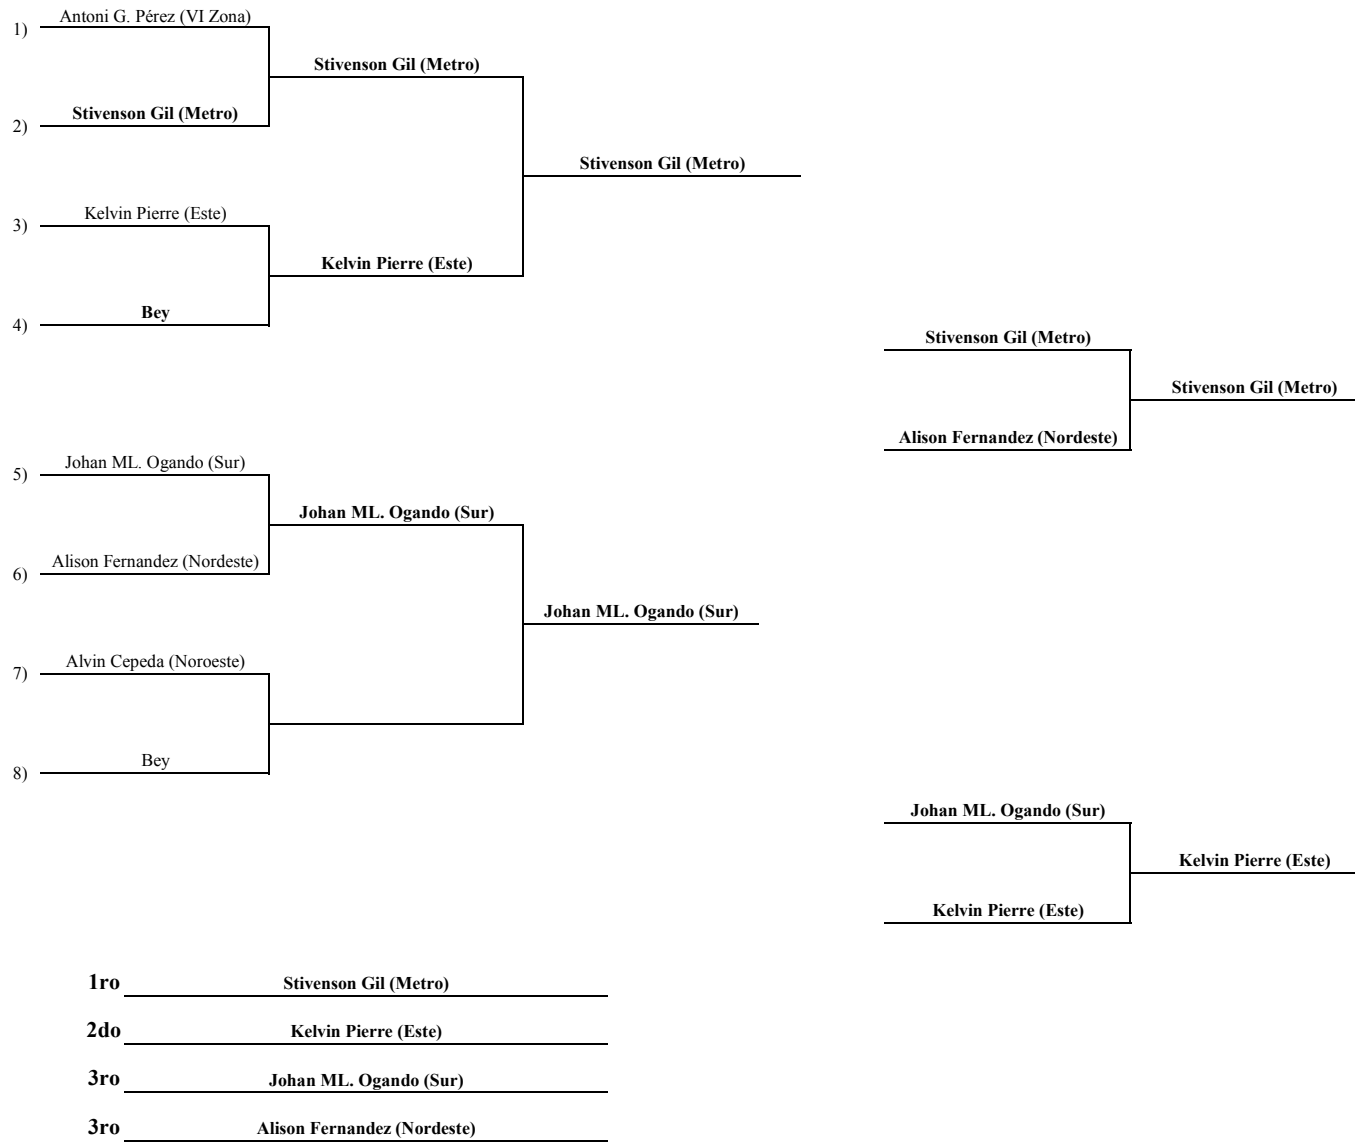 1) Antoni G. Pérez (VI Zona)
Stivenson Gil (Metro)
2) Stivenson Gil (Metro)
Stivenson Gil (Metro)
3) Kelvin Pierre (Este)
Kelvin Pierre (Este)
4) Bey
Stivenson Gil (Metro)
Stivenson Gil (Metro)
Alison Fernandez (Nordeste)
5) Johan ML. Ogando (Sur)
Johan ML. Ogando (Sur)
6) Alison Fernandez (Nordeste)
Johan ML. Ogando (Sur)
7) Alvin Cepeda (Noroeste)
8) Bey
Johan ML. Ogando (Sur)
Kelvin Pierre (Este)
Kelvin Pierre (Este)
1ro Stivenson Gil (Metro)
2do Kelvin Pierre (Este)
3ro Johan ML. Ogando (Sur)
3ro Alison Fernandez (Nordeste)